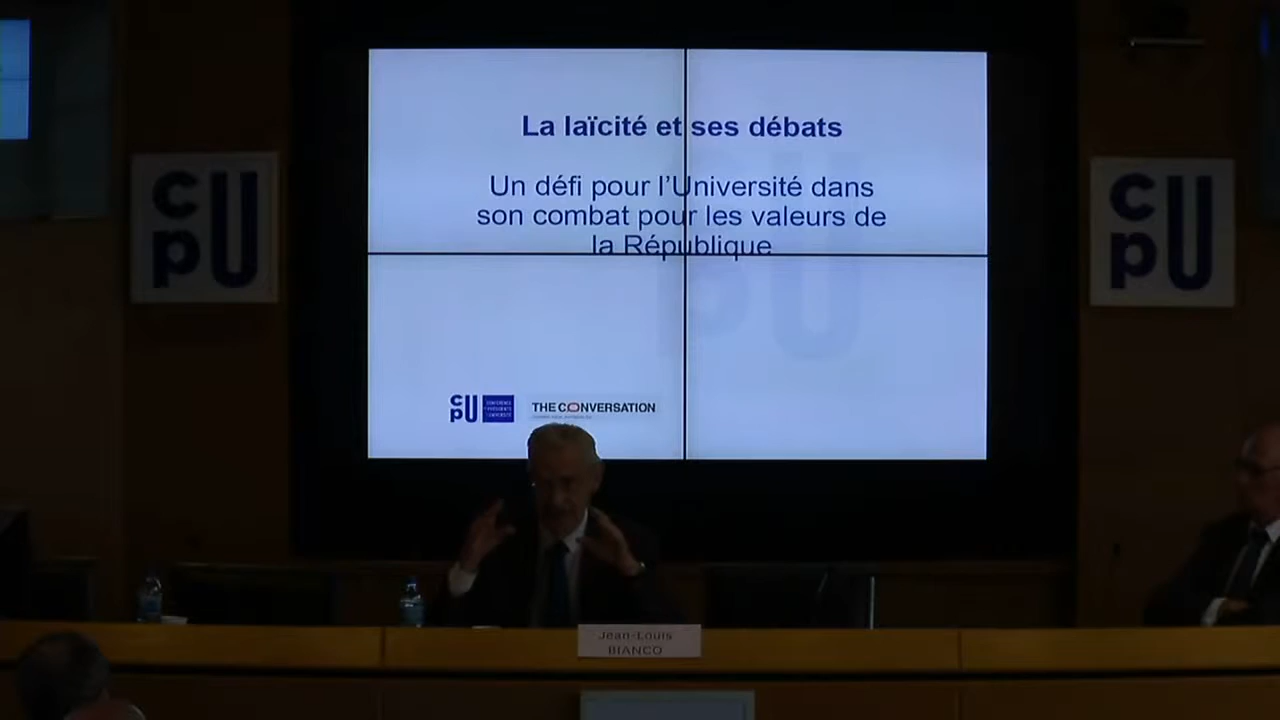 La laïcité et ses débats
Un défi pour l'Université dans
son combat pour les valeurs de
la République
cpU
cpU
cpU
THE CONVERSATION
Jean-Louis
BIANCO